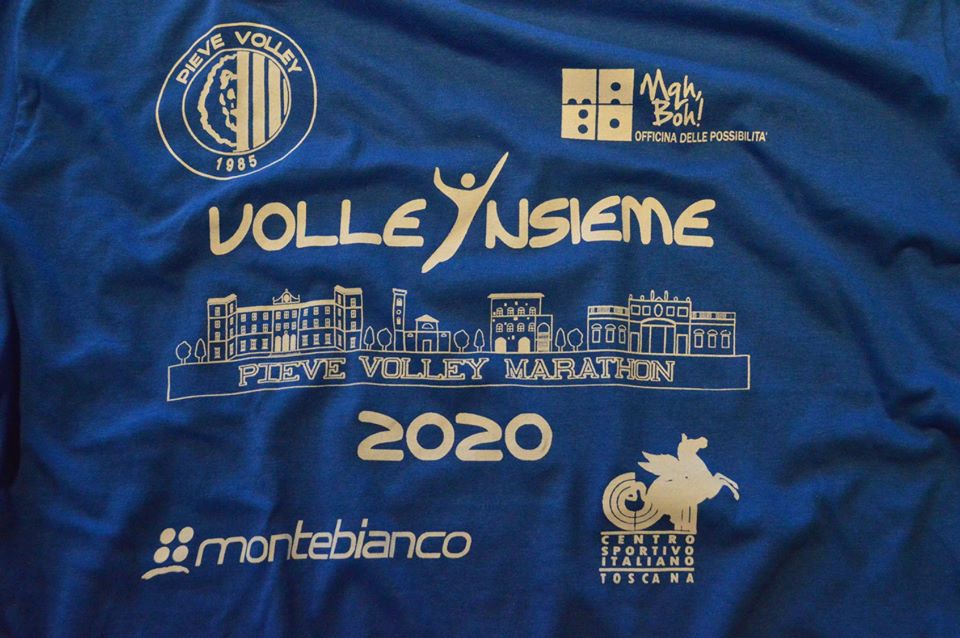 PIEVE VOLLEY
1985
Mah,
Boh!
OFFICINA DELLE POSSIBILITA'
VOLLEYNSIEME
PIEVE VOLLEY MARATHON
2020
montebianco
CENTRO
SPORTIVO
ITALIANO
TOSCANA